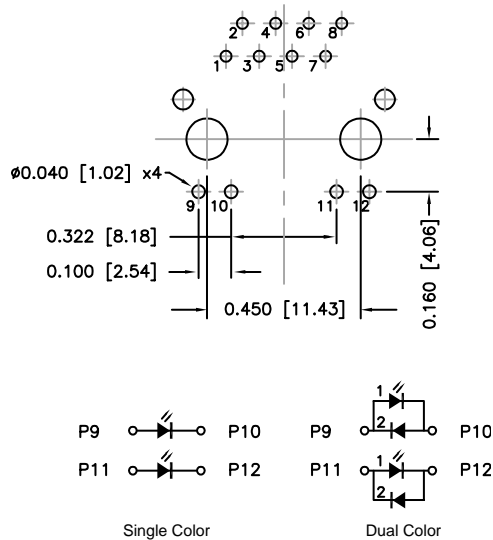 2 4 6 8
1 3 5 7
ø0.040 [1.02] x4
9 10 11 12
0.322 [8.18]
0.100 [2.54]
0.450 [11.43]
0.160 [4.06]
1
P9 P10 P9 2 P10
P11 P12 P11 1 P12
2
Single Color Dual Color